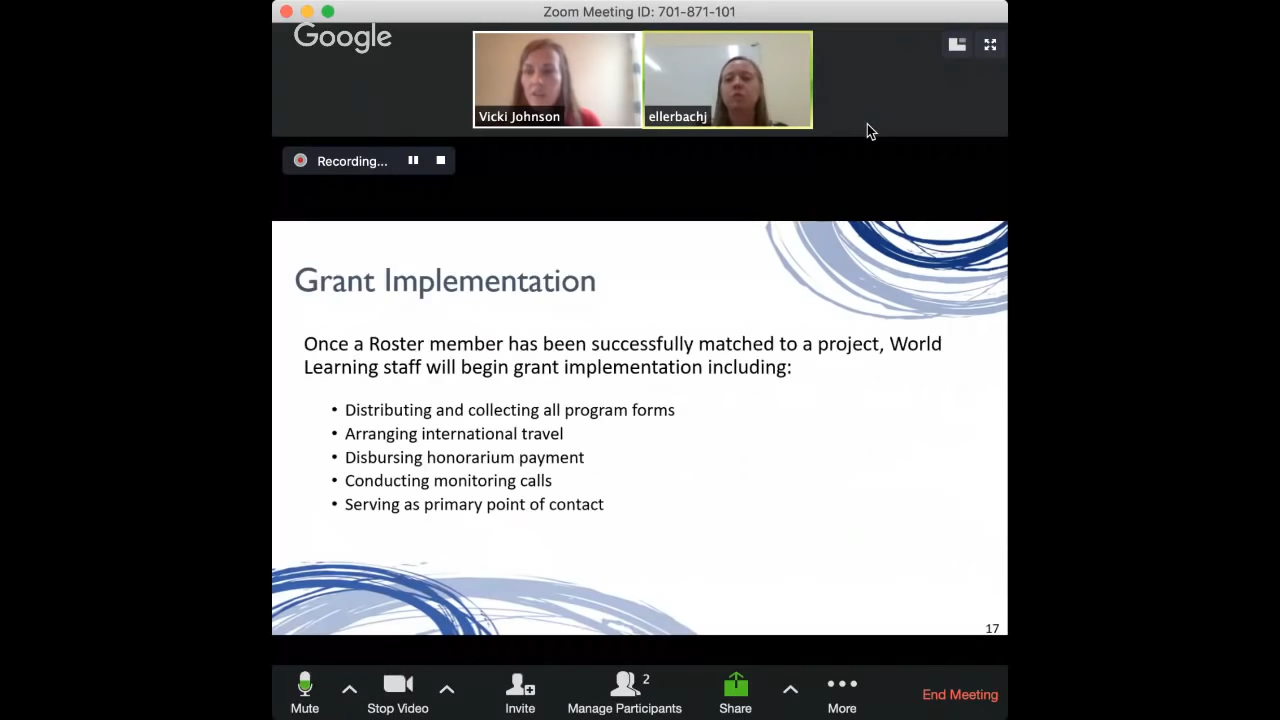 Zoom Meeting ID: 701-871-101
Google
Vicki Johnson
ellerbachj
Recording...
Grant Implementation
Once a Roster member has been successfully matched to a project, World
Learning staff will begin grant implementation including:
• Distributing and collecting all program forms
• Arranging international travel
• Disbursing honorarium payment
• Conducting monitoring calls
• Serving as primary point of contact
17
Mute
Stop Video
Invite
2
Manage Participants
Share
More
End Meeting